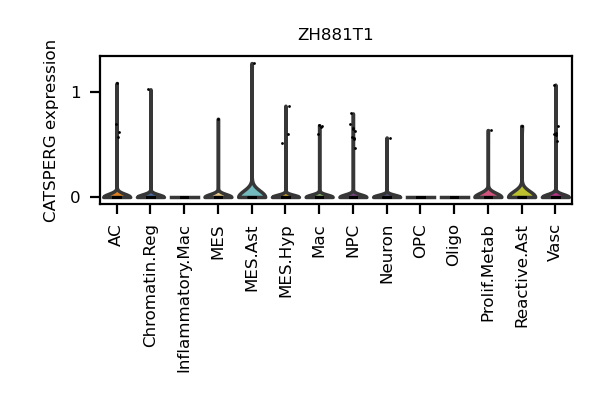 ZH881T1
CATSPERG expression
1
0
AC
Chromatin.Reg
Inflammatory.Mac
MES
MES.Ast
MES.Hyp
Mac
NPC
Neuron
OPC
Oligo
Prolif.Metab
Reactive.Ast
Vasc